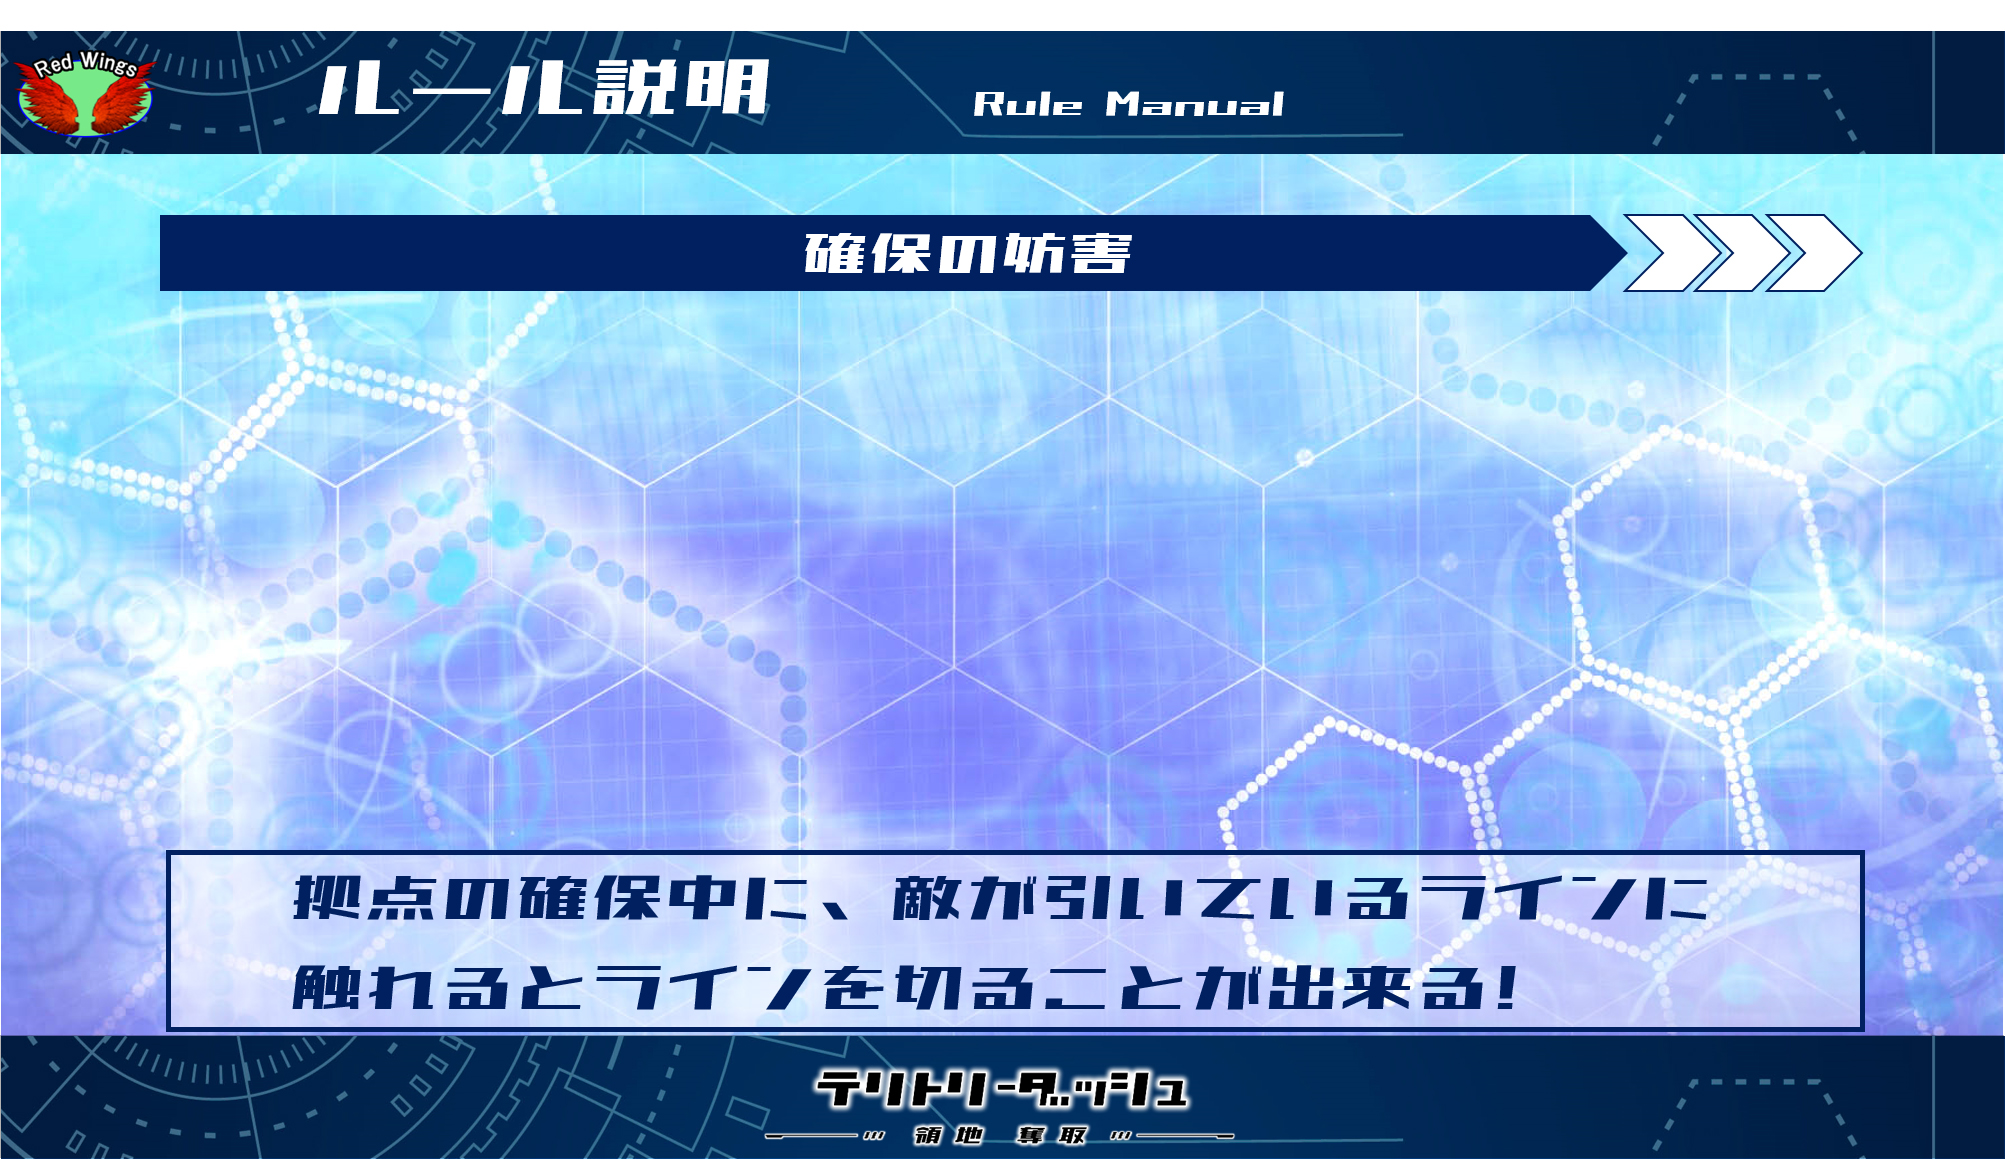 Red Wings
ルール説明
Rule Manual
確保の妨害
拠点の確保中に、敵が引いているラインに
触れるとラインを切ることが出来る!
テリトリーダッシュ
領地 奪取